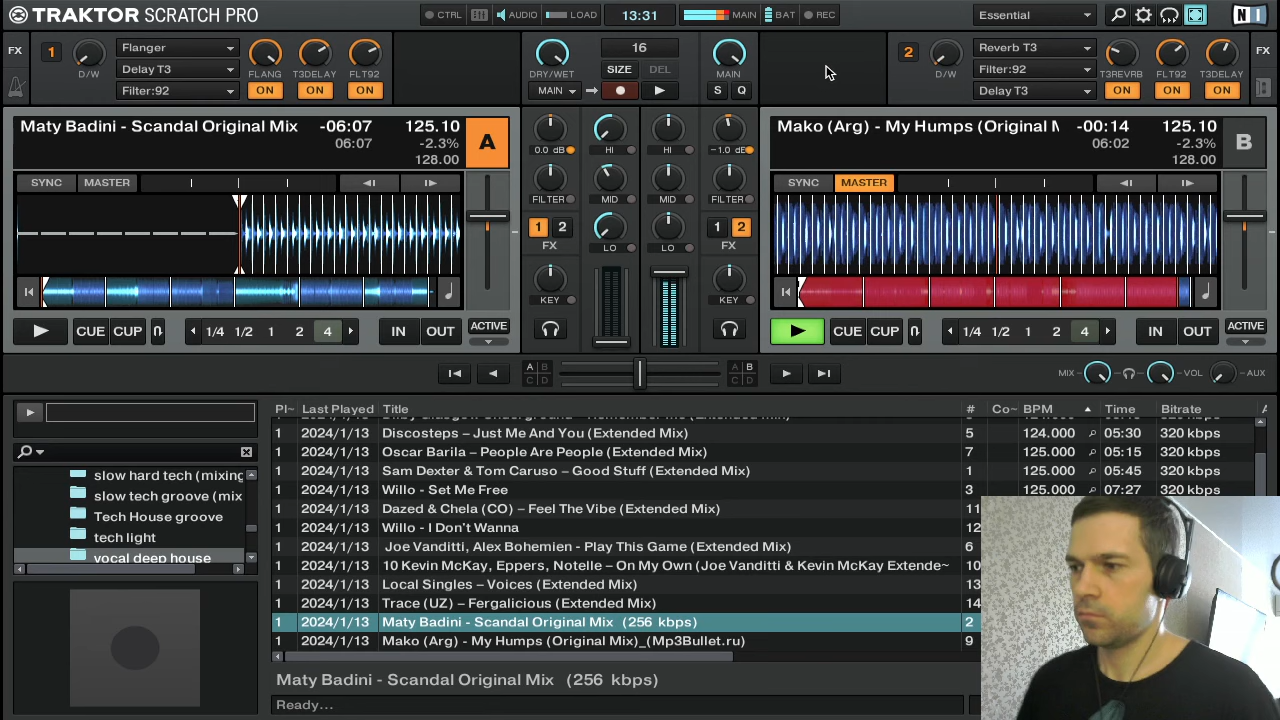 TRAKTOR SCRATCH PRO
CTRL
AUDIO
LOAD
13:31
MAIN
BAT
REC
Essential
NI
FX
1
D/W
Flanger
Delay T3
Filter:92
FLANG
T3DELAY
FLT92
ON
ON
ON
DRY/WET
16
SIZE
DEL
MAIN
MAIN
S
Q
2
D/W
Reverb T3
Filter:92
Delay T3
T3REVRB
FLT92
T3DELAY
ON
ON
ON
FX
Maty Badini - Scandal Original Mix
-06:07
125.10
06:07
-2.3%
128.00
A
SYNC
MASTER
CUE
CUP
1/4
1/2
1
2
4
IN
OUT
ACTIVE
0.0 dB
HI
HI
-1.0 dB
FILTER
MID
MID
FILTER
1
2
FX
LO
LO
1
2
FX
KEY
KEY
Mako (Arg) - My Humps (Original M
-00:14
125.10
06:02
-2.3%
128.00
B
SYNC
MASTER
CUE
CUP
1/4
1/2
1
2
4
IN
OUT
ACTIVE
A B
C D
A B
C D
MIX
VOL
AUX
slow hard tech (mixing
slow tech groove (mix
Tech House groove
tech light
vocal deep house
Pl~ Last Played Title # Co~ BPM Time Bitrate
1 2024/1/13 Discosteps – Just Me And You (Extended Mix) 5 124.000 05:30 320 kbps
1 2024/1/13 Oscar Barila – People Are People (Extended Mix) 7 125.000 05:15 320 kbps
1 2024/1/13 Sam Dexter & Tom Caruso – Good Stuff (Extended Mix) 1 125.000 05:45 320 kbps
1 2024/1/13 Willo - Set Me Free 3 125.000 07:27 320 kbps
1 2024/1/13 Dazed & Chela (CO) – Feel The Vibe (Extended Mix) 11
1 2024/1/13 Willo - I Don't Wanna 12
1 2024/1/13 Joe Vanditti, Alex Bohemien - Play This Game (Extended Mix) 6
1 2024/1/13 10 Kevin McKay, Eppers, Notelle – On My Own (Joe Vanditti & Kevin McKay Extende~ 10
1 2024/1/13 Local Singles – Voices (Extended Mix) 13
1 2024/1/13 Trace (UZ) – Fergalicious (Extended Mix) 14
1 2024/1/13 Maty Badini - Scandal Original Mix (256 kbps) 2
1 2024/1/13 Mako (Arg) - My Humps (Original Mix)_(Mp3Bullet.ru) 9
Maty Badini - Scandal Original Mix (256 kbps)
Ready...